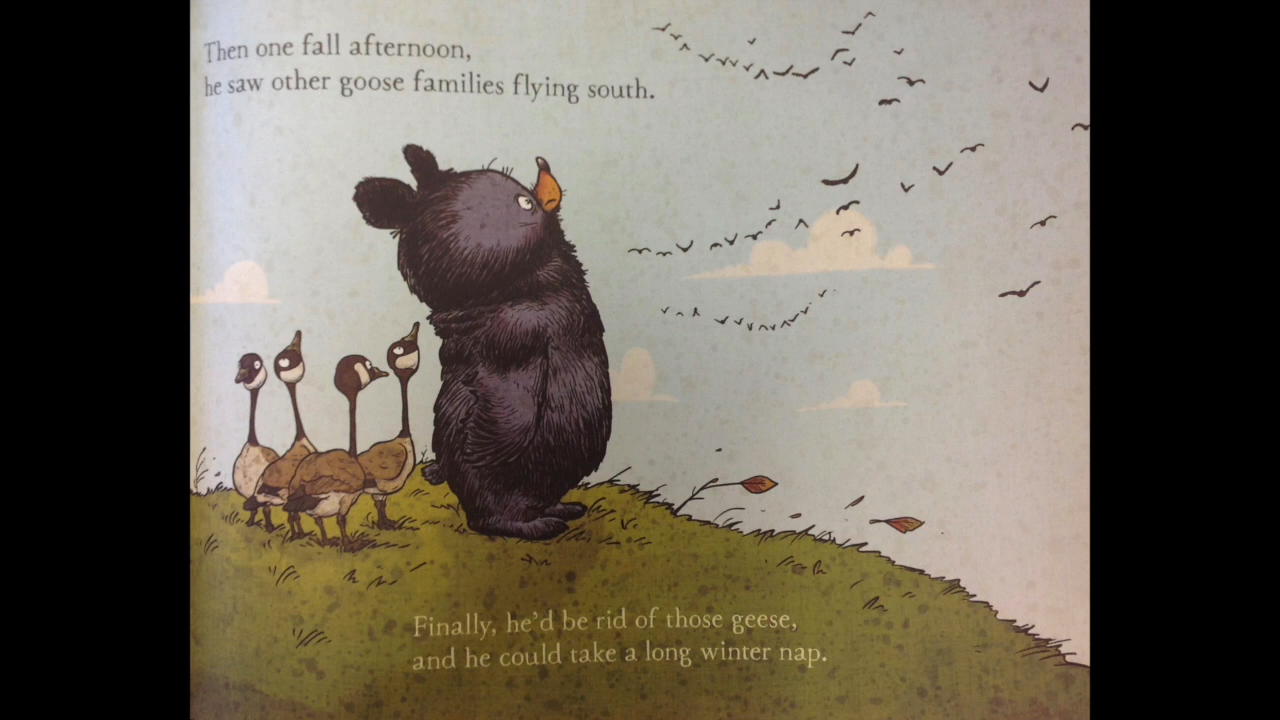 Then one fall afternoon,
he saw other goose families flying south.
Finally, he'd be rid of those geese,
and he could take a long winter nap.